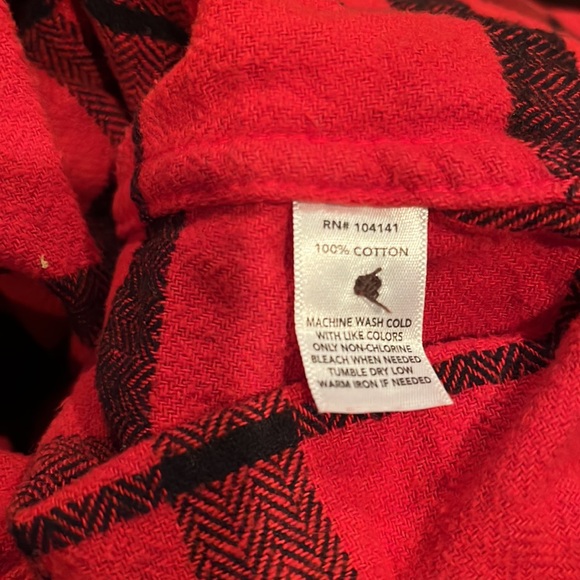 RN# 104141
100% COTTON
MACHINE WASH COLD
WITH LIKE COLORS
ONLY NON-CHLORINE
BLEACH WHEN NEEDED
TUMBLE DRY LOW
WARM IRON IF NEEDED